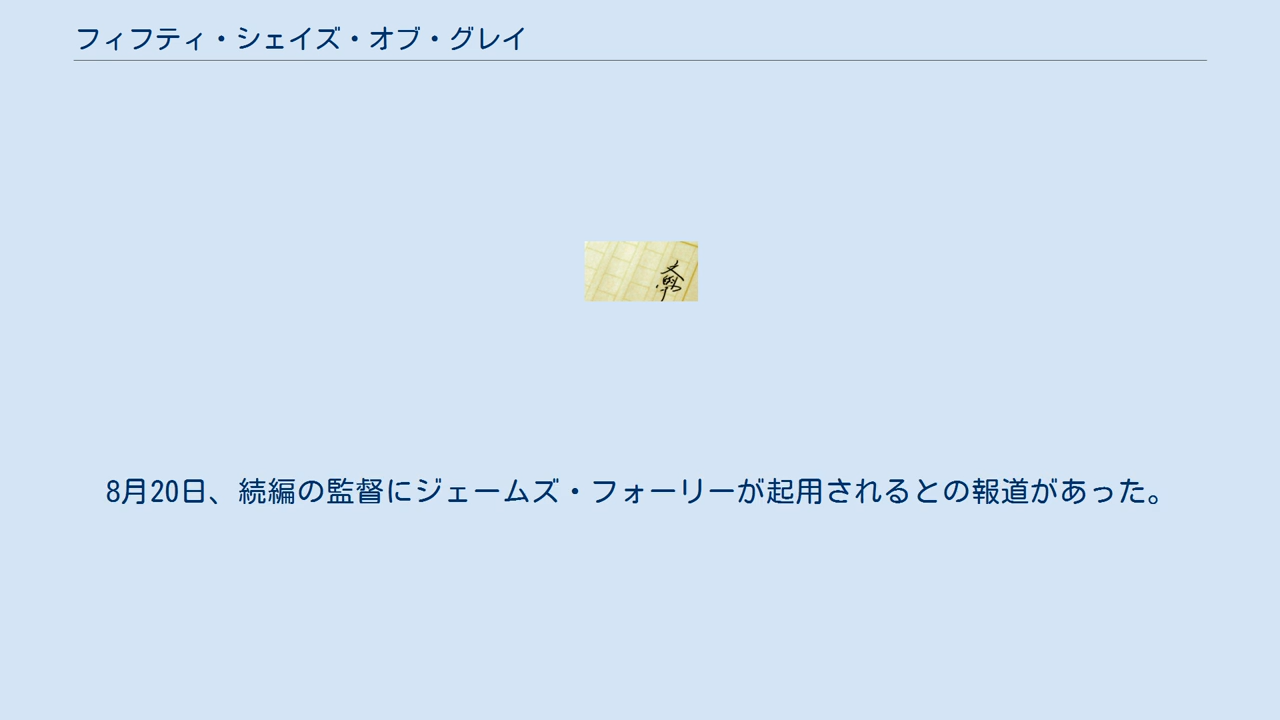 フィフティ・シェイズ・オブ・グレイ
8月20日、続編の監督にジェームズ・フォーリーが起用されるとの報道があった。